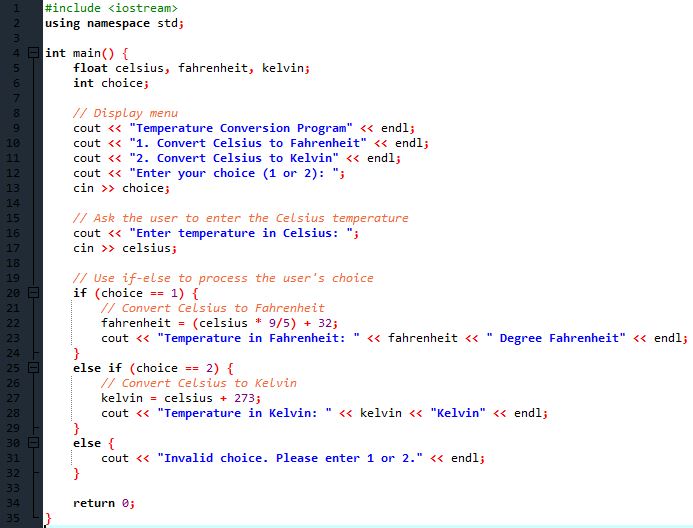 1 #include <iostream>
2 using namespace std;
3
4 int main() {
5 float celsius, fahrenheit, kelvin;
6 int choice;
7
8 // Display menu
9 cout << "Temperature Conversion Program" << endl;
10 cout << "1. Convert Celsius to Fahrenheit" << endl;
11 cout << "2. Convert Celsius to Kelvin" << endl;
12 cout << "Enter your choice (1 or 2): ";
13 cin >> choice;
14
15 // Ask the user to enter the Celsius temperature
16 cout << "Enter temperature in Celsius: ";
17 cin >> celsius;
18
19 // Use if-else to process the user's choice
20 if (choice == 1) {
21 // Convert Celsius to Fahrenheit
22 fahrenheit = (celsius * 9/5) + 32;
23 cout << "Temperature in Fahrenheit: " << fahrenheit << " Degree Fahrenheit" << endl;
24 }
25 else if (choice == 2) {
26 // Convert Celsius to Kelvin
27 kelvin = celsius + 273;
28 cout << "Temperature in Kelvin: " << kelvin << "Kelvin" << endl;
29 }
30 else {
31 cout << "Invalid choice. Please enter 1 or 2." << endl;
32 }
33
34 return 0;
35 }